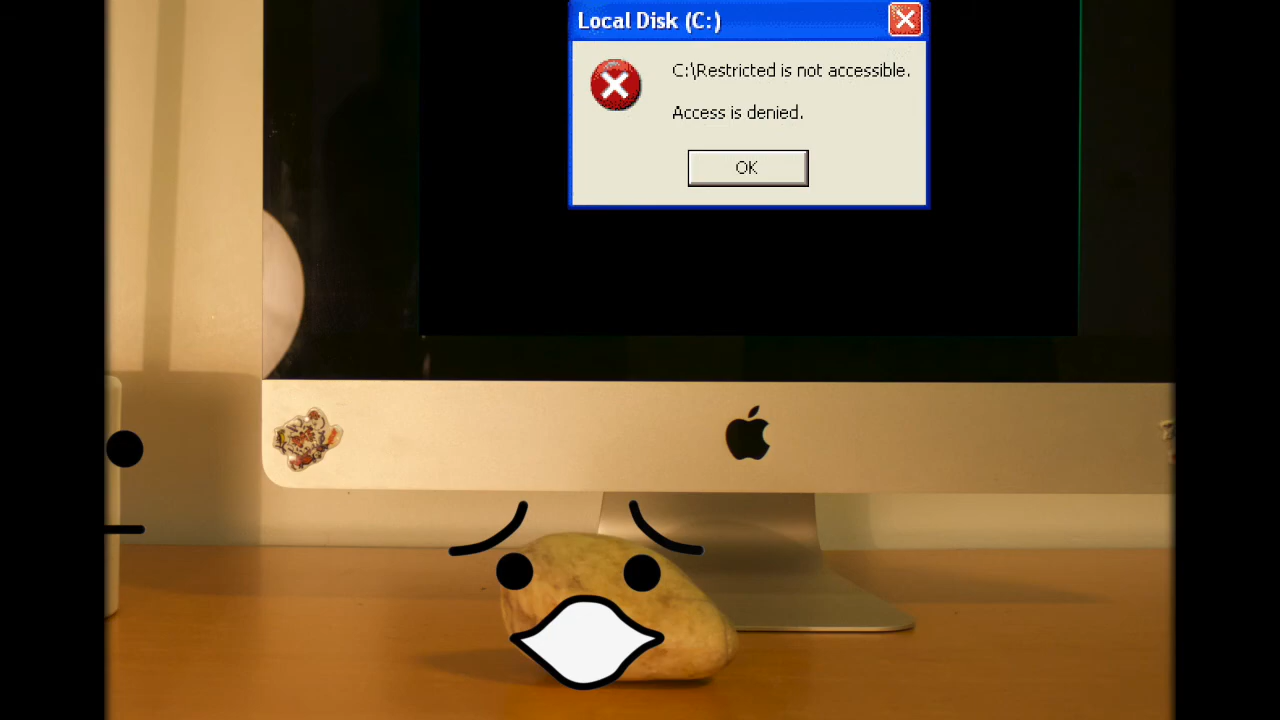 Local Disk (C:)
C:\Restricted is not accessible.
Access is denied.
OK